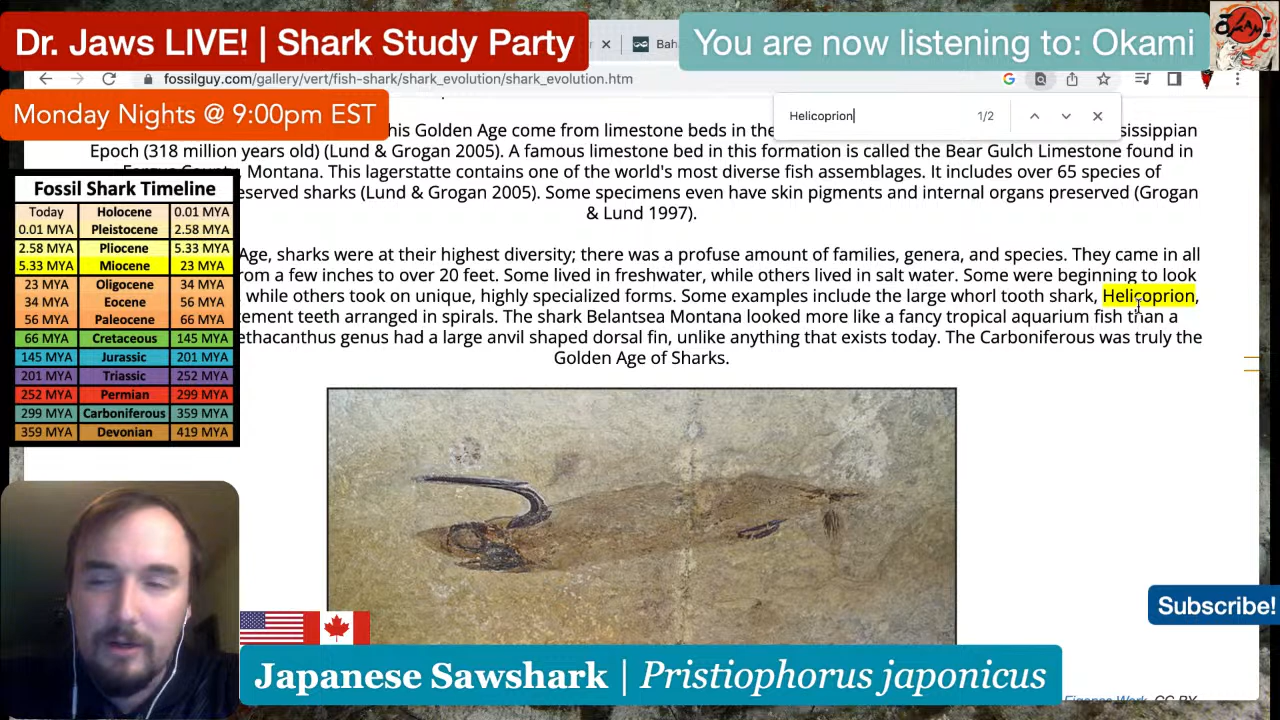 Dr. Jaws LIVE! | Shark Study Party
You are now listening to: Okami
Bah
fossilguy.com/gallery/vert/fish-shark/shark_evolution/shark_evolution.htm
Monday Nights @ 9:00pm EST
Helicoprion
1/2
his Golden Age come from limestone beds in the
Epoch (318 million years old) (Lund & Grogan 2005). A famous limestone bed in this formation is called the Bear Gulch Limestone found in
Montana. This lagerstatte contains one of the world's most diverse fish assemblages. It includes over 65 species of
eserved sharks (Lund & Grogan 2005). Some specimens even have skin pigments and internal organs preserved (Grogan
& Lund 1997).
Age, sharks were at their highest diversity; there was a profuse amount of families, genera, and species. They came in all
rom a few inches to over 20 feet. Some lived in freshwater, while others lived in salt water. Some were beginning to look
while others took on unique, highly specialized forms. Some examples include the large whorl tooth shark, Helicoprion,
cement teeth arranged in spirals. The shark Belantsea Montana looked more like a fancy tropical aquarium fish than a
ethacanthus genus had a large anvil shaped dorsal fin, unlike anything that exists today. The Carboniferous was truly the
Golden Age of Sharks.
Fossil Shark Timeline
Today Holocene 0.01 MYA
0.01 MYA Pleistocene 2.58 MYA
2.58 MYA Pliocene 5.33 MYA
5.33 MYA Miocene 23 MYA
23 MYA Oligocene 34 MYA
34 MYA Eocene 56 MYA
56 MYA Paleocene 66 MYA
66 MYA Cretaceous 145 MYA
145 MYA Jurassic 201 MYA
201 MYA Triassic 252 MYA
252 MYA Permian 299 MYA
299 MYA Carboniferous 359 MYA
359 MYA Devonian 419 MYA
Subscribe!
Japanese Sawshark | Pristiophorus japonicus